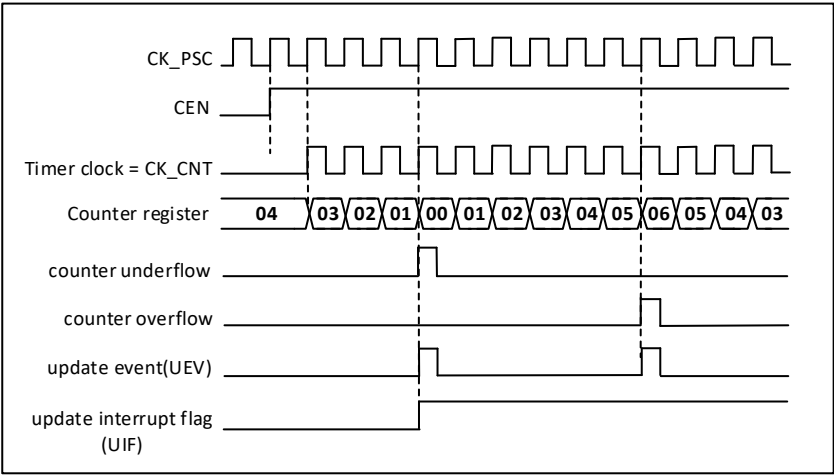 CK_PSC
CEN
Timer clock = CK_CNT
Counter register 04 03 02 01 00 01 02 03 04 05 06 05 04 03
counter underflow
counter overflow
update event(UEV)
update interrupt flag
(UIF)